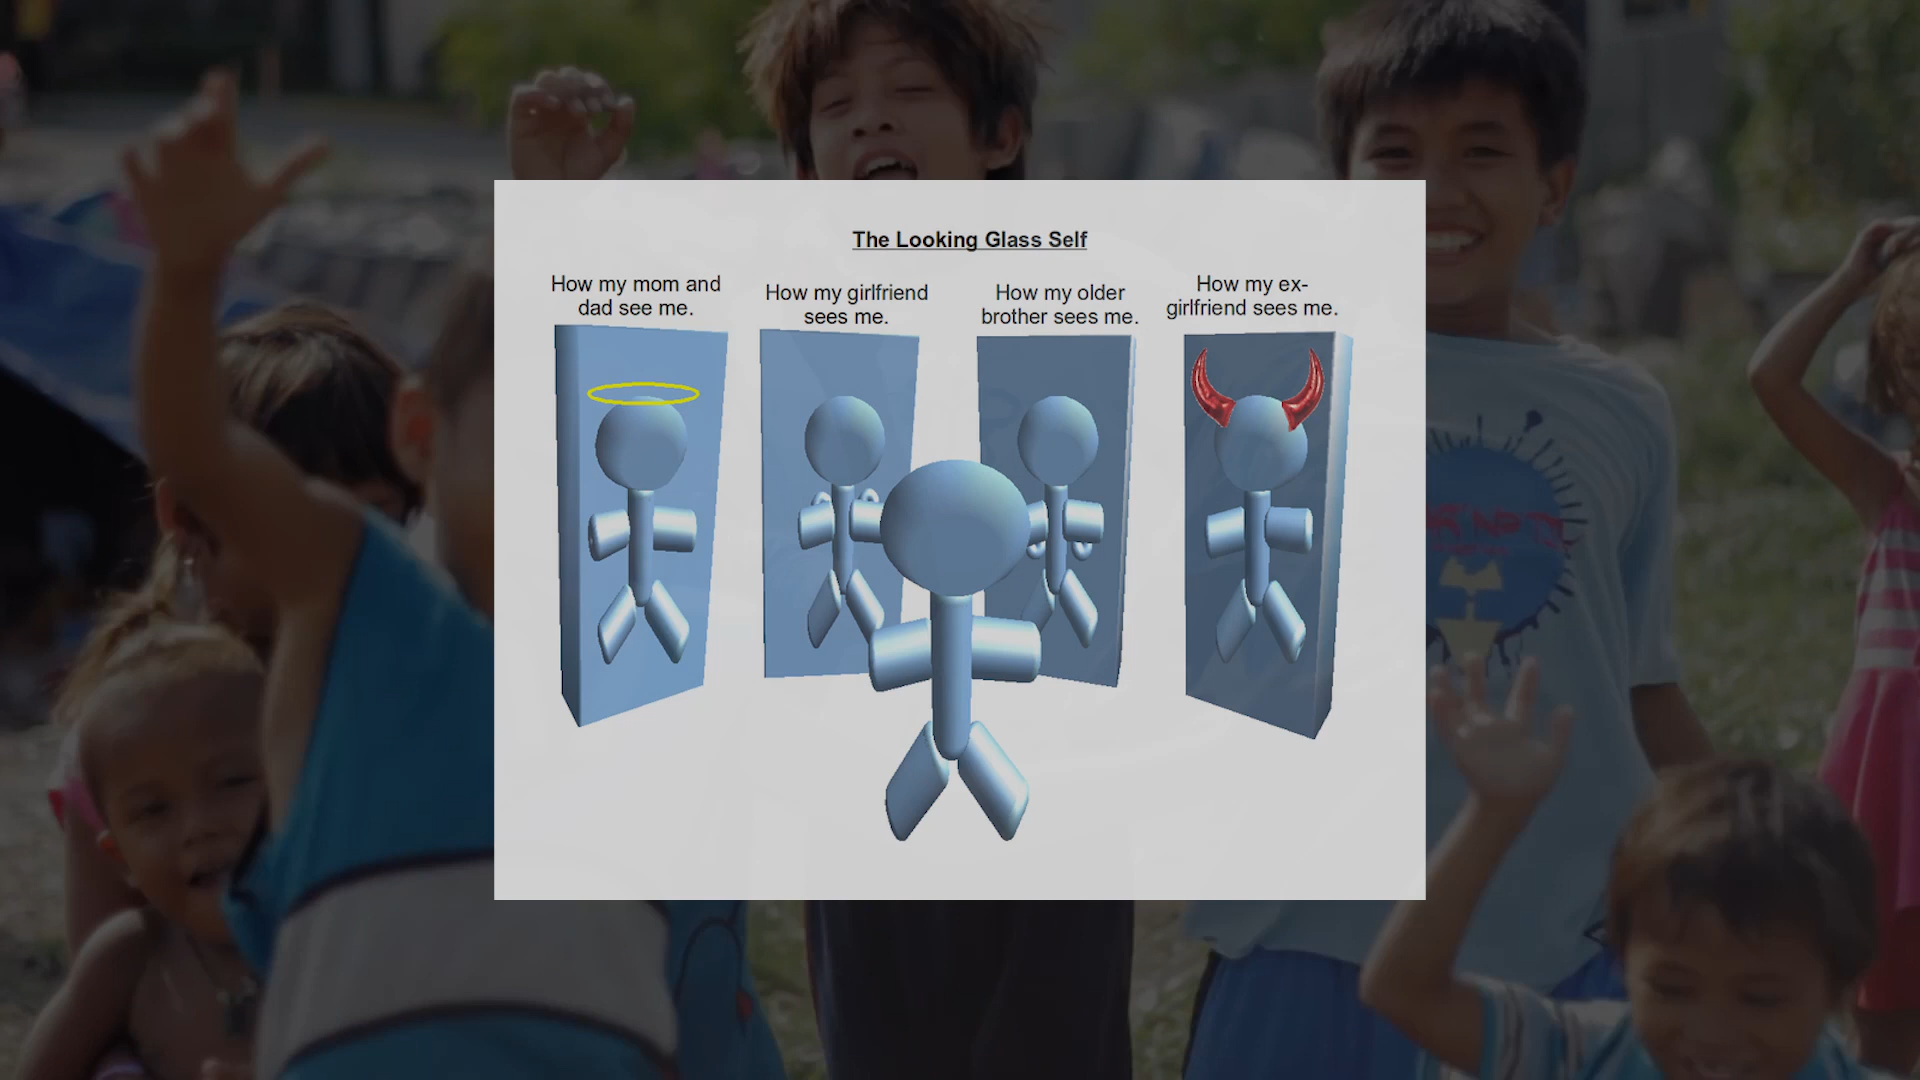 The Looking Glass Self
How my mom and
dad see me.
How my girlfriend
sees me.
How my older
brother sees me.
How my ex-
girlfriend sees me.